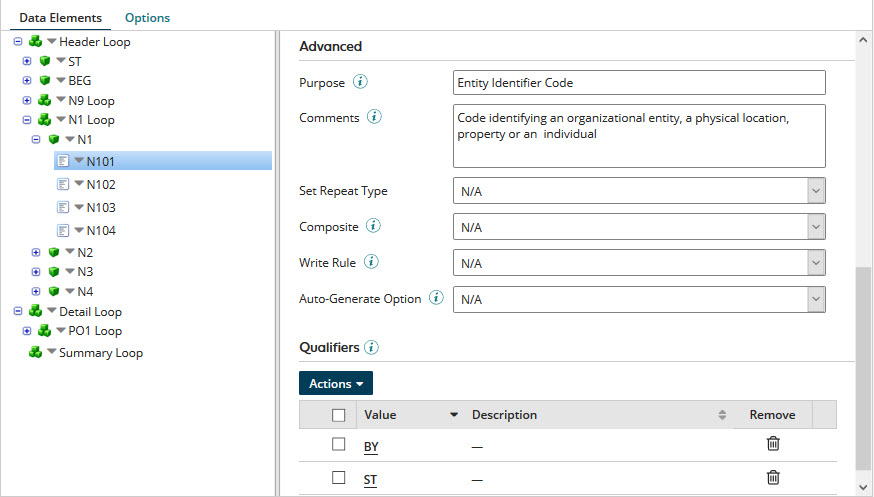 Data Elements Options
Header Loop
ST
BEG
N9 Loop
N1 Loop
N1
N101
N102
N103
N104
N2
N3
N4
Detail Loop
PO1 Loop
Summary Loop
Advanced
Purpose Entity Identifier Code
Comments Code identifying an organizational entity, a physical location,
property or an individual
Set Repeat Type N/A
Composite N/A
Write Rule N/A
Auto-Generate Option N/A
Qualifiers
Actions
Value Description Remove
BY —
ST —